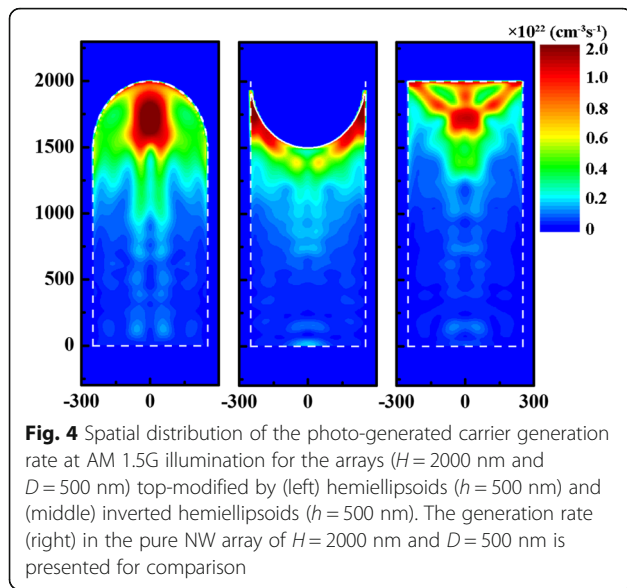 ×10²² (cm⁻³s⁻¹)
2.0
1.0
0.8
0.6
0.4
0.2
0
2000
1500
1000
500
0
-300 0 -300 0 -300 0 300
Fig. 4 Spatial distribution of the photo-generated carrier generation
rate at AM 1.5G illumination for the arrays (H = 2000 nm and
D = 500 nm) top-modified by (left) hemiellipsoids (h = 500 nm) and
(middle) inverted hemiellipsoids (h = 500 nm). The generation rate
(right) in the pure NW array of H = 2000 nm and D = 500 nm is
presented for comparison